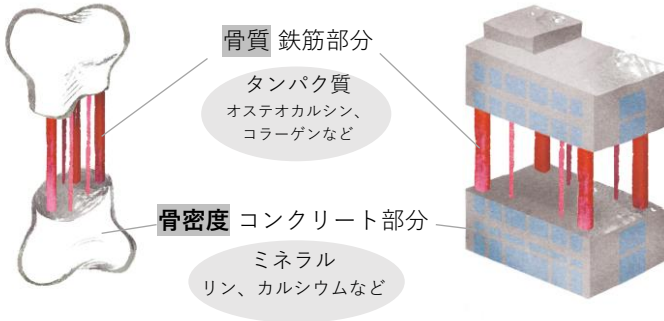 骨質 鉄筋部分
タンパク質
オステオカルシン、
コラーゲンなど
骨密度 コンクリート部分
ミネラル
リン、カルシウムなど